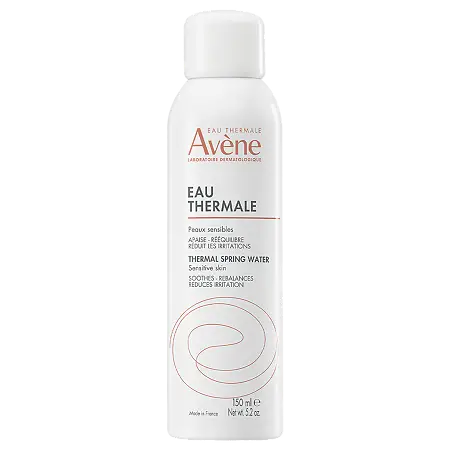 EAU THERMALE
Avène
LABORATOIRE DERMATOLOGIQUE
EAU
THERMALE
Peaux sensibles
APAISE - RÉÉQUILIBRE
RÉDUIT LES IRRITATIONS
THERMAL SPRING WATER
Sensitive skin
SOOTHES - REBALANCES
REDUCES IRRITATION
150 ml e
Made in France
Net wt. 5.2 oz.